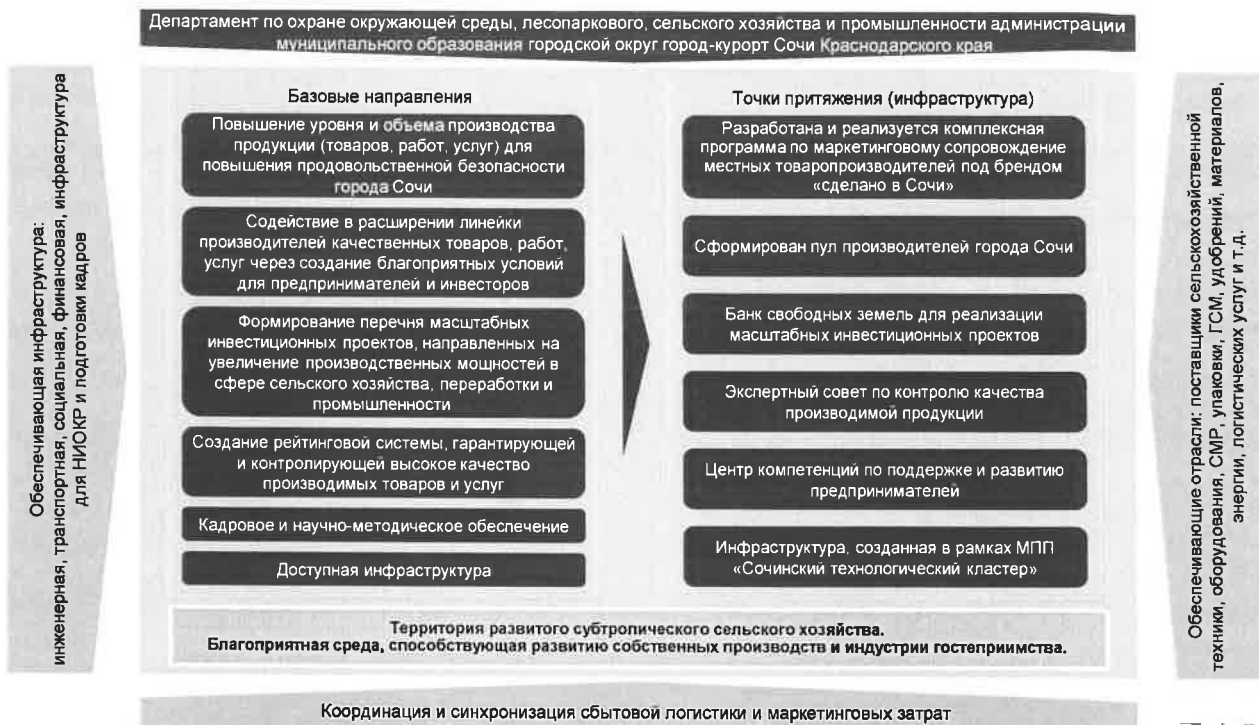 Департамент по охране окружающей среды, лесопаркового, сельского хозяйства и промышленности администрации
муниципального образования городской округ город-курорт Сочи Краснодарского края
Обеспечивающая инфраструктура:
инженерная, транспортная, социальная, финансовая, инфраструктура
для НИОКР и подготовки кадров
Базовые направления
Повышение уровня и объема производства
продукции (товаров, работ, услуг) для
повышения продовольственной безопасности
города Сочи
Содействие в расширении линейки
производителей качественных товаров, работ,
услуг через создание благоприятных условий
для предпринимателей и инвесторов
Формирование перечня масштабных
инвестиционных проектов, направленных на
увеличение производственных мощностей в
сфере сельского хозяйства, переработки и
промышленности
Создание рейтинговой системы, гарантирующей
и контролирующей высокое качество
производимых товаров и услуг
Кадровое и научно-методическое обеспечение
Доступная инфраструктура
Точки притяжения (инфраструктура)
Разработана и реализуется комплексная
программа по маркетинговому сопровождение
местных товаропроизводителей под брендом
«сделано в Сочи»
Сформирован пул производителей города Сочи
Банк свободных земель для реализации
масштабных инвестиционных проектов
Экспертный совет по контролю качества
производимой продукции
Центр компетенций по поддержке и развитию
предпринимателей
Инфраструктура, созданная в рамках МПП
«Сочинский технологический кластер»
Обеспечивающие отрасли: поставщики сельскохозяйственной
техники, оборудования, СМР, упаковки, ГСМ, удобрений, материалов,
энергии, логистических услуг и т.д.
Территория развитого субтропического сельского хозяйства.
Благоприятная среда, способствующая развитию собственных производств и индустрии гостеприимства.
Координация и синхронизация сбытовой логистики и маркетинговых затрат